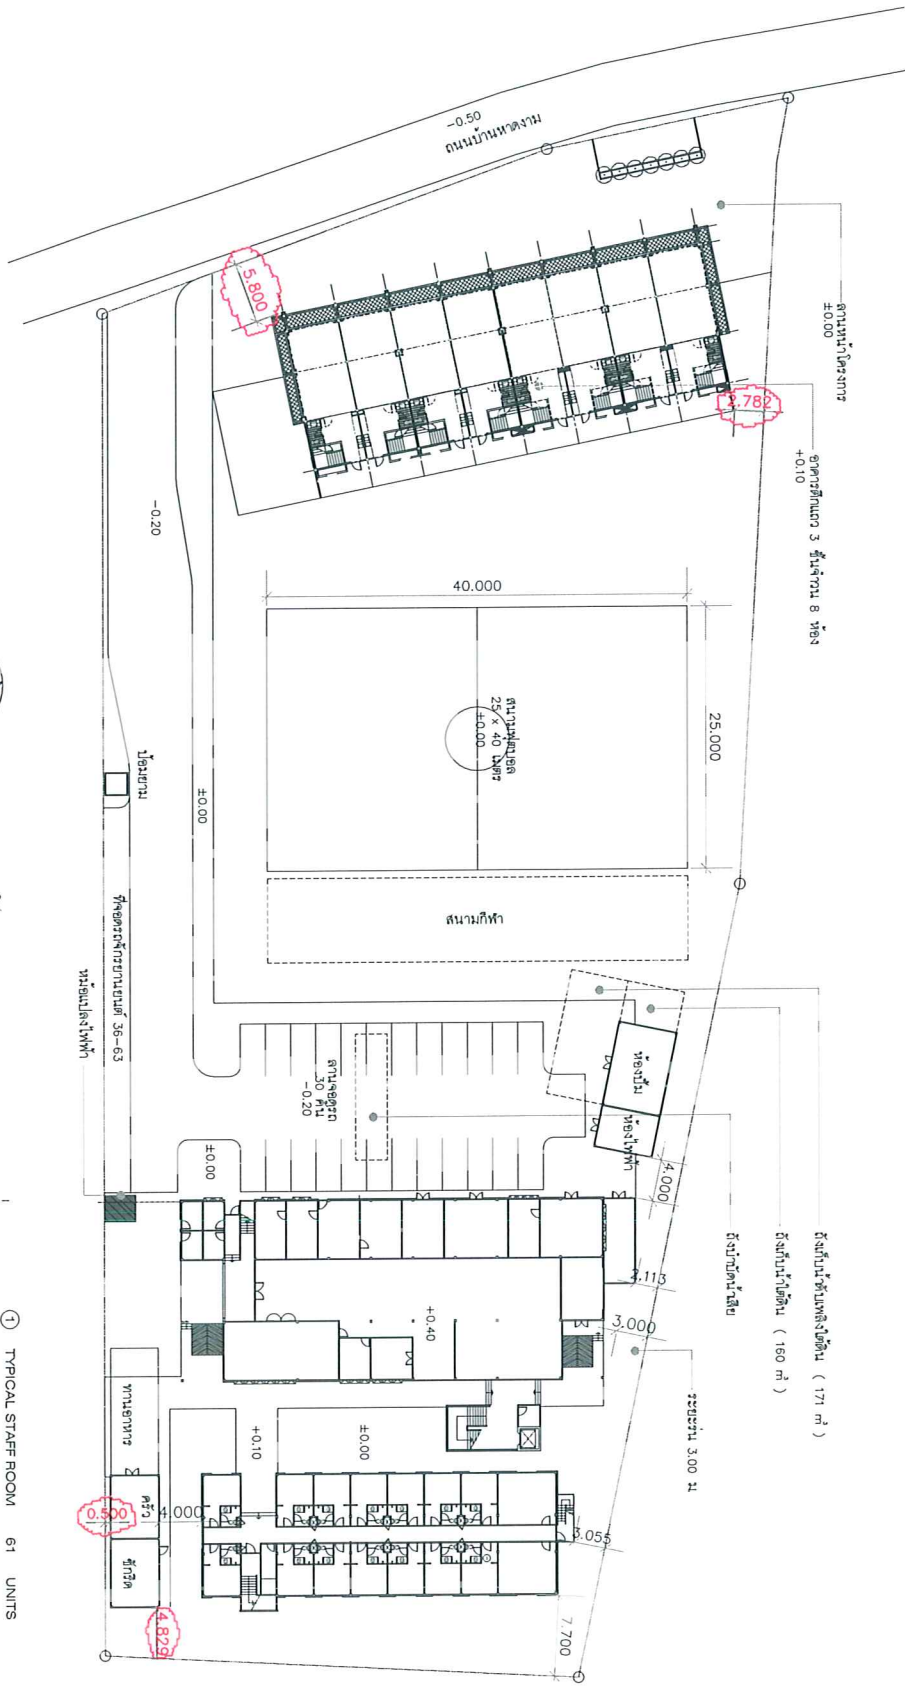 -0.50
ถนนบ้านหาดงาม
ลานหน้าโครงการ
±0.00
5.800
2.782
อาคารตึกแถว 3 ชั้นจำวน 8 ห้อง
+0.10
-0.20
40.000
25.000
สนามฟุตบอล
25 x 40 เมตร
±0.00
±0.00
ป้อมยาม
สนามกีฬา
ที่จอดรถจักรยานยนต์ 36-63
หม้อแปลงไฟฟ้า
ลานจอดรถ
30 คัน
-0.20
±0.00
ห้องปั๊ม
ห้องไฟฟ้า
4.000
ถังเก็บน้ำดับเพลิงใต้ดิน ( 171 m³ )
ถังเก็บน้ำใต้ดิน ( 160 m³ )
ถังบำบัดน้ำเสีย
2.113
3.000
ระยะร่น 3.00 ม
+0.40
±0.00
+0.10
ทานอาหาร
ครัว
ซักรีด
0.500
4.000
4.829
3.055
7.700
1 TYPICAL STAFF ROOM 61 UNITS